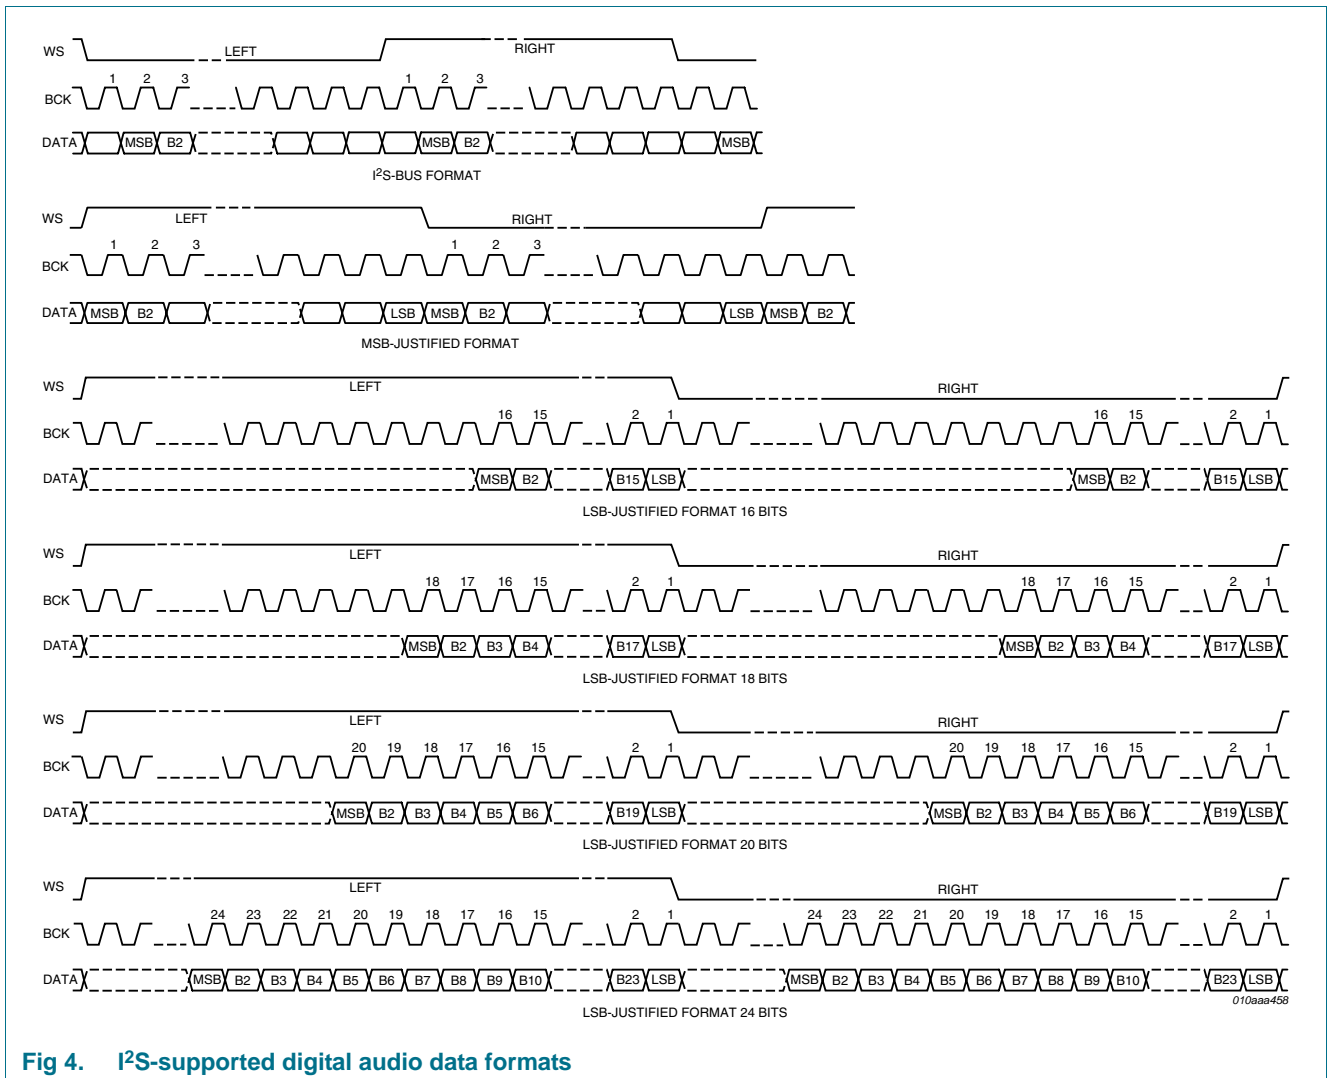 WS LEFT RIGHT
1 2 3 1 2 3
BCK
DATA MSB B2 MSB B2 MSB
I2S-BUS FORMAT
WS LEFT RIGHT
1 2 3 1 2 3
BCK
DATA MSB B2 LSB MSB B2 LSB MSB B2
MSB-JUSTIFIED FORMAT
WS LEFT RIGHT
16 15 2 1 16 15 2 1
BCK
DATA MSB B2 B15 LSB MSB B2 B15 LSB
LSB-JUSTIFIED FORMAT 16 BITS
WS LEFT RIGHT
18 17 16 15 2 1 18 17 16 15 2 1
BCK
DATA MSB B2 B3 B4 B17 LSB MSB B2 B3 B4 B17 LSB
LSB-JUSTIFIED FORMAT 18 BITS
WS LEFT RIGHT
20 19 18 17 16 15 2 1 20 19 18 17 16 15 2 1
BCK
DATA MSB B2 B3 B4 B5 B6 B19 LSB MSB B2 B3 B4 B5 B6 B19 LSB
LSB-JUSTIFIED FORMAT 20 BITS
WS LEFT RIGHT
24 23 22 21 20 19 18 17 16 15 2 1 24 23 22 21 20 19 18 17 16 15 2 1
BCK
DATA MSB B2 B3 B4 B5 B6 B7 B8 B9 B10 B23 LSB MSB B2 B3 B4 B5 B6 B7 B8 B9 B10 B23 LSB
010aaa458
LSB-JUSTIFIED FORMAT 24 BITS
Fig 4. I2S-supported digital audio data formats